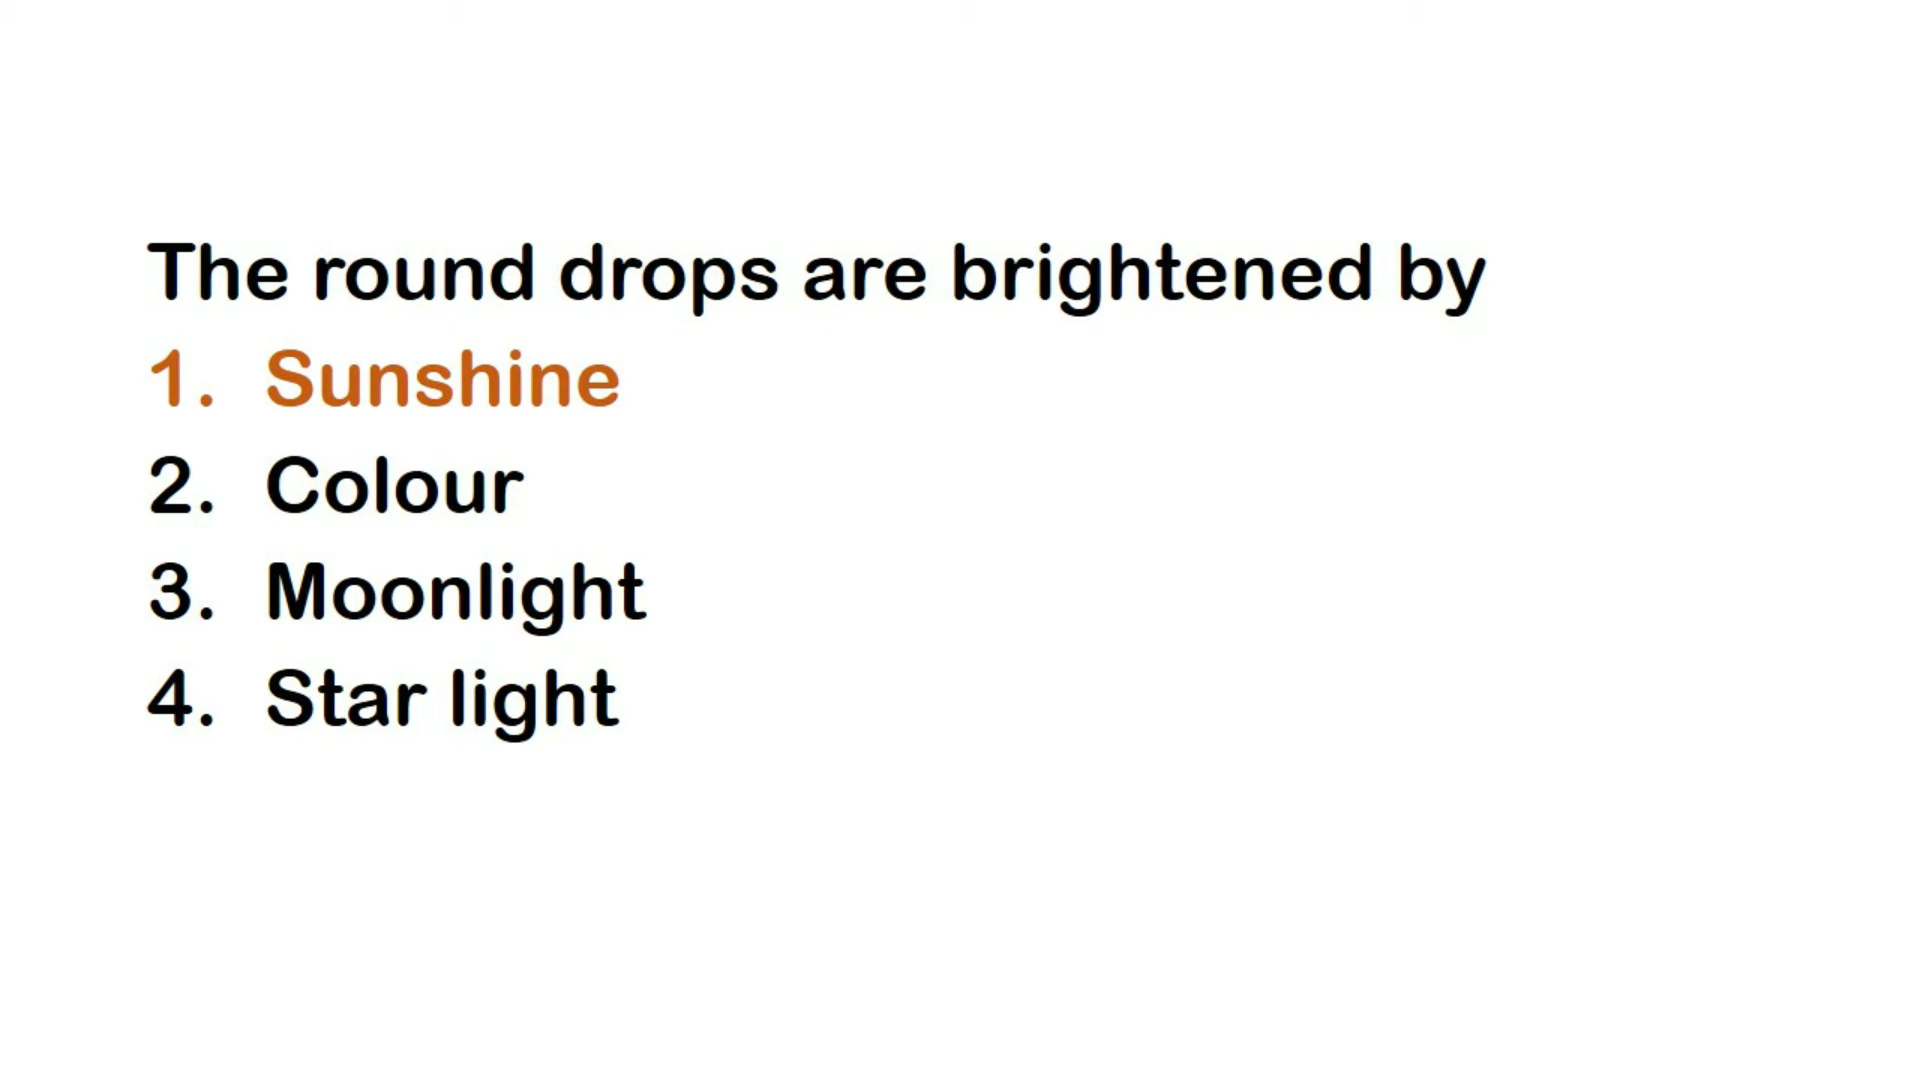 The round drops are brightened by
1. Sunshine
2. Colour
3. Moonlight
4. Star light